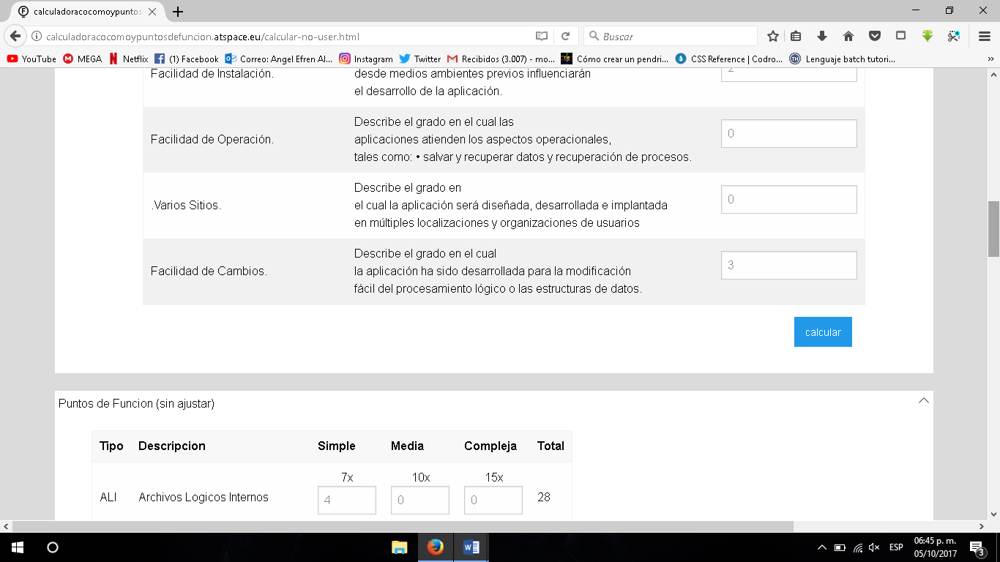 calculadoracocomoypuntos
calculadoracocomoypuntosdefuncion.atspace.eu/calcular-no-user.html
Buscar
YouTube
MEGA
Netflix
(1) Facebook
Correo: Angel Efren Al...
Instagram
Twitter
Recibidos (3.007) - mo...
Cómo crear un pendri...
CSS Reference | Codro...
Lenguaje batch tutori...
Facilidad de Instalación.
desde medios ambientes previos influenciarán
el desarrollo de la aplicación.
2
Facilidad de Operación.
Describe el grado en el cual las
aplicaciones atienden los aspectos operacionales,
tales como: • salvar y recuperar datos y recuperación de procesos.
0
.Varios Sitios.
Describe el grado en
el cual la aplicación será diseñada, desarrollada e implantada
en múltiples localizaciones y organizaciones de usuarios
0
Facilidad de Cambios.
Describe el grado en el cual
la aplicación ha sido desarrollada para la modificación
fácil del procesamiento lógico o las estructuras de datos.
3
calcular
Puntos de Funcion (sin ajustar)
Tipo Descripcion Simple Media Compleja Total
7x 10x 15x
ALI Archivos Logicos Internos 4 0 0 28
ESP
06:45 p. m.
05/10/2017
3